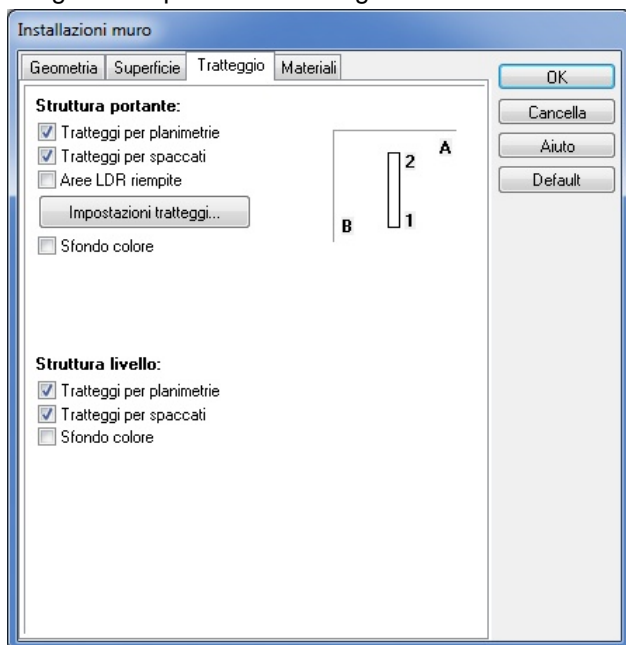 Installazioni muro
Geometria Superficie Tratteggio Materiali
OK
Cancella
Aiuto
Default
Struttura portante:
Tratteggi per planimetrie
Tratteggi per spaccati
Aree LDR riempite
Impostazioni tratteggi...
Sfondo colore
A
2
B
1
Struttura livello:
Tratteggi per planimetrie
Tratteggi per spaccati
Sfondo colore